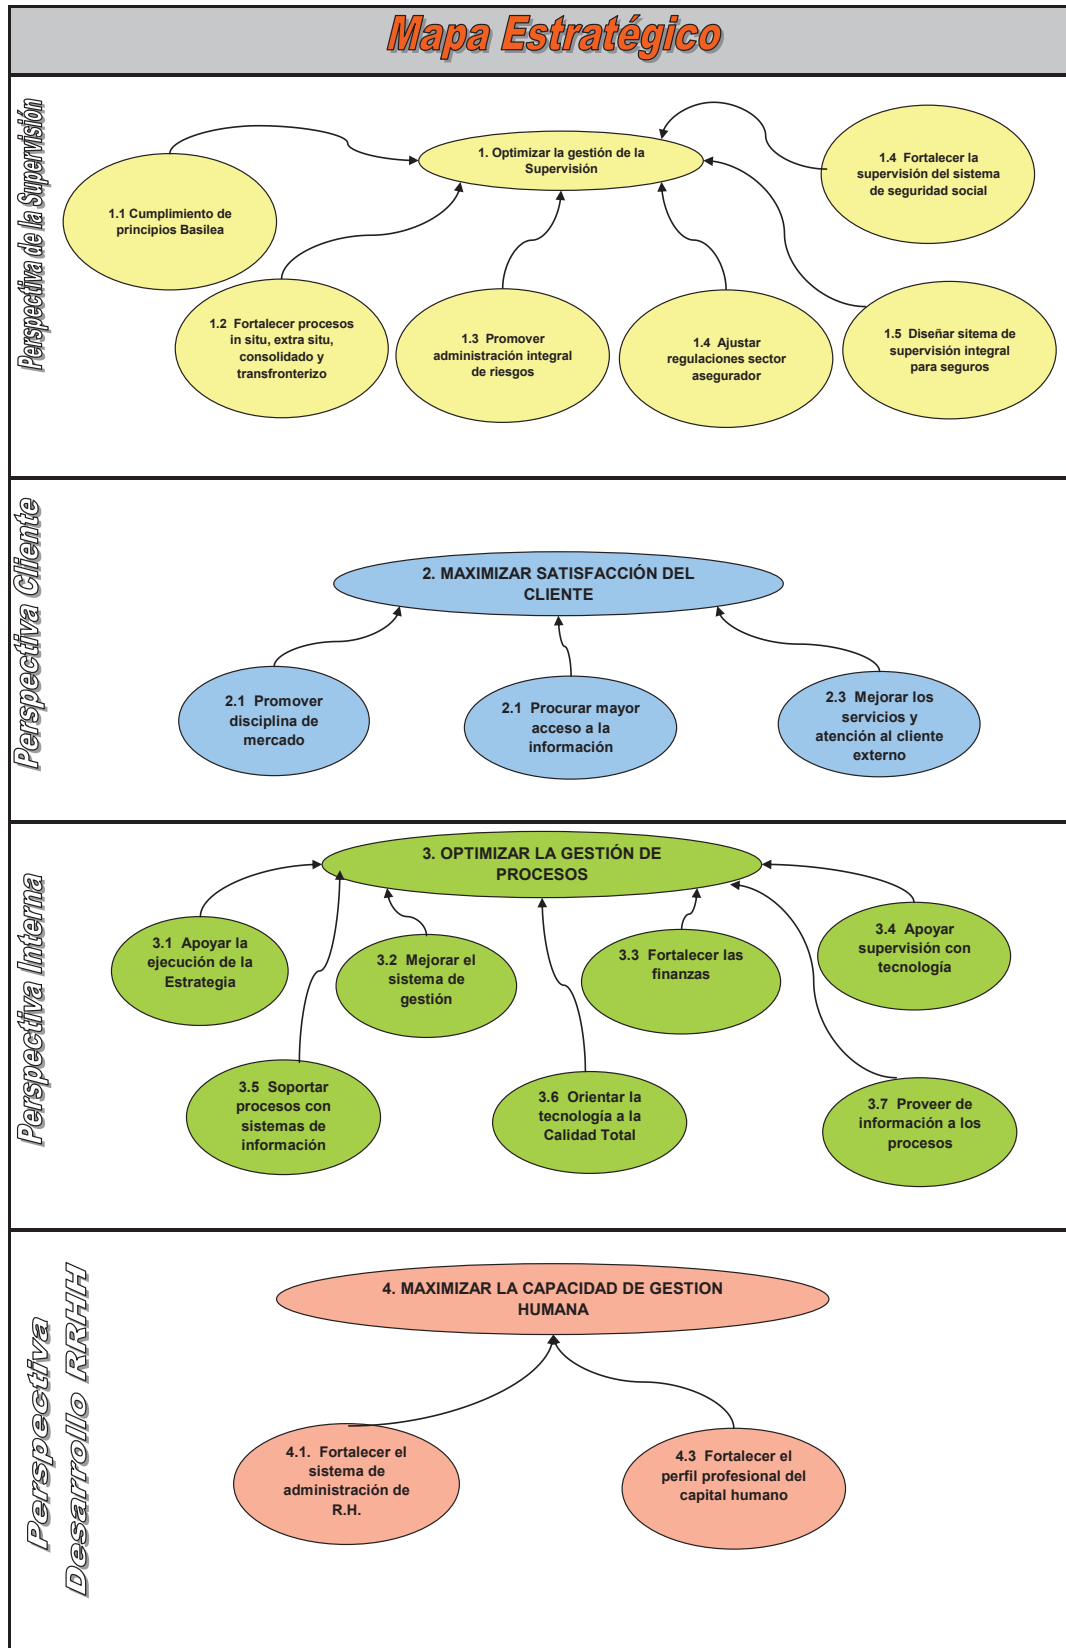 Mapa Estratégico
Perspectiva de la Supervisión
1. Optimizar la gestión de la
Supervisión
1.4 Fortalecer la
supervisión del sistema
de seguridad social
1.1 Cumplimiento de
principios Basilea
1.2 Fortalecer procesos
in situ, extra situ,
consolidado y
transfronterizo
1.3 Promover
administración integral
de riesgos
1.4 Ajustar
regulaciones sector
asegurador
1.5 Diseñar sitema de
supervisión integral
para seguros
Perspectiva Cliente
2. MAXIMIZAR SATISFACCIÓN DEL
CLIENTE
2.1 Promover
disciplina de
mercado
2.1 Procurar mayor
acceso a la
información
2.3 Mejorar los
servicios y
atención al cliente
externo
Perspectiva Interna
3. OPTIMIZAR LA GESTIÓN DE
PROCESOS
3.1 Apoyar la
ejecución de la
Estrategia
3.2 Mejorar el
sistema de
gestión
3.3 Fortalecer las
finanzas
3.4 Apoyar
supervisión con
tecnología
3.5 Soportar
procesos con
sistemas de
información
3.6 Orientar la
tecnología a la
Calidad Total
3.7 Proveer de
información a los
procesos
Perspectiva
Desarrollo RRHH
4. MAXIMIZAR LA CAPACIDAD DE GESTION
HUMANA
4.1. Fortalecer el
sistema de
administración de
R.H.
4.3 Fortalecer el
perfil profesional del
capital humano